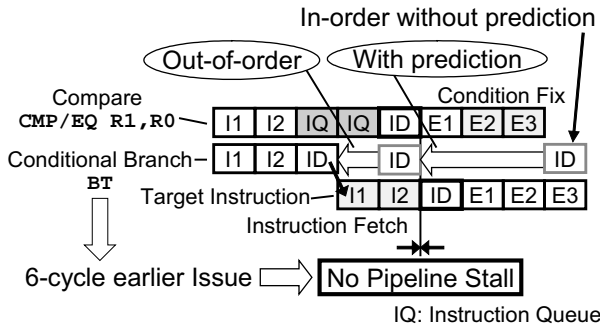 In-order without prediction
Out-of-order
With prediction
Compare
CMP/EQ R1,R0
Condition Fix
I1 I2 IQ IQ ID E1 E2 E3
Conditional Branch
BT
I1 I2 ID ID ID
Target Instruction
I1 I2 ID E1 E2 E3
Instruction Fetch
6-cycle earlier Issue
No Pipeline Stall
IQ: Instruction Queue